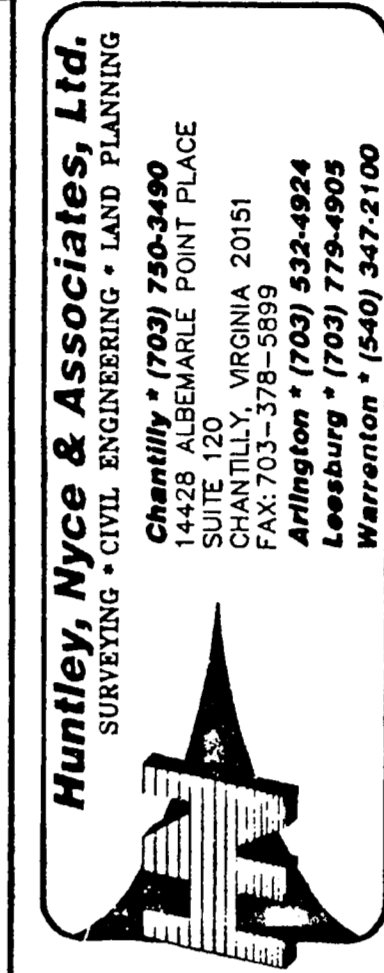 Huntley, Nyce & Associates, Ltd.
SURVEYING * CIVIL ENGINEERING * LAND PLANNING
Chantilly * (703) 750-3490
14428 ALBEMARLE POINT PLACE
SUITE 120
CHANTILLY, VIRGINIA 20151
FAX: 703-378-5899
Arlington * (703) 532-4924
Leesburg * (703) 779-4905
Warrenton * (540) 347-2100